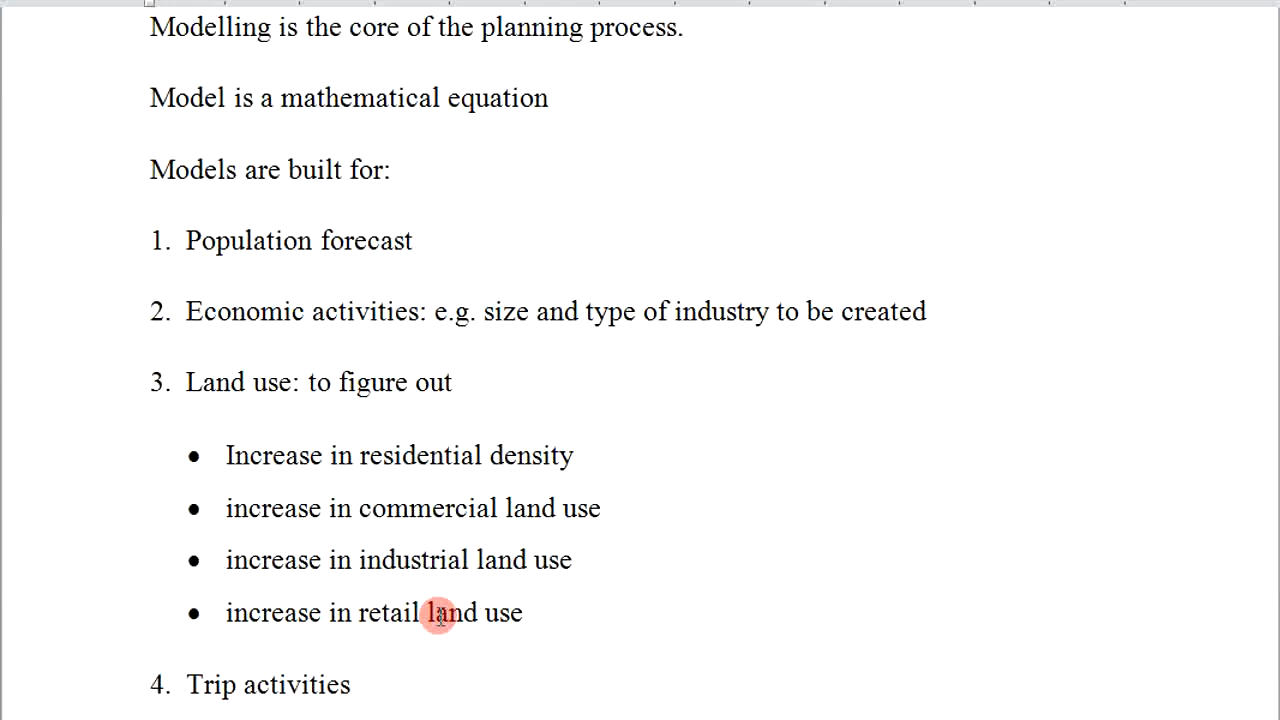 Modelling is the core of the planning process.
Model is a mathematical equation
Models are built for:
1. Population forecast
2. Economic activities: e.g. size and type of industry to be created
3. Land use: to figure out
• Increase in residential density
• increase in commercial land use
• increase in industrial land use
• increase in retail land use
4. Trip activities